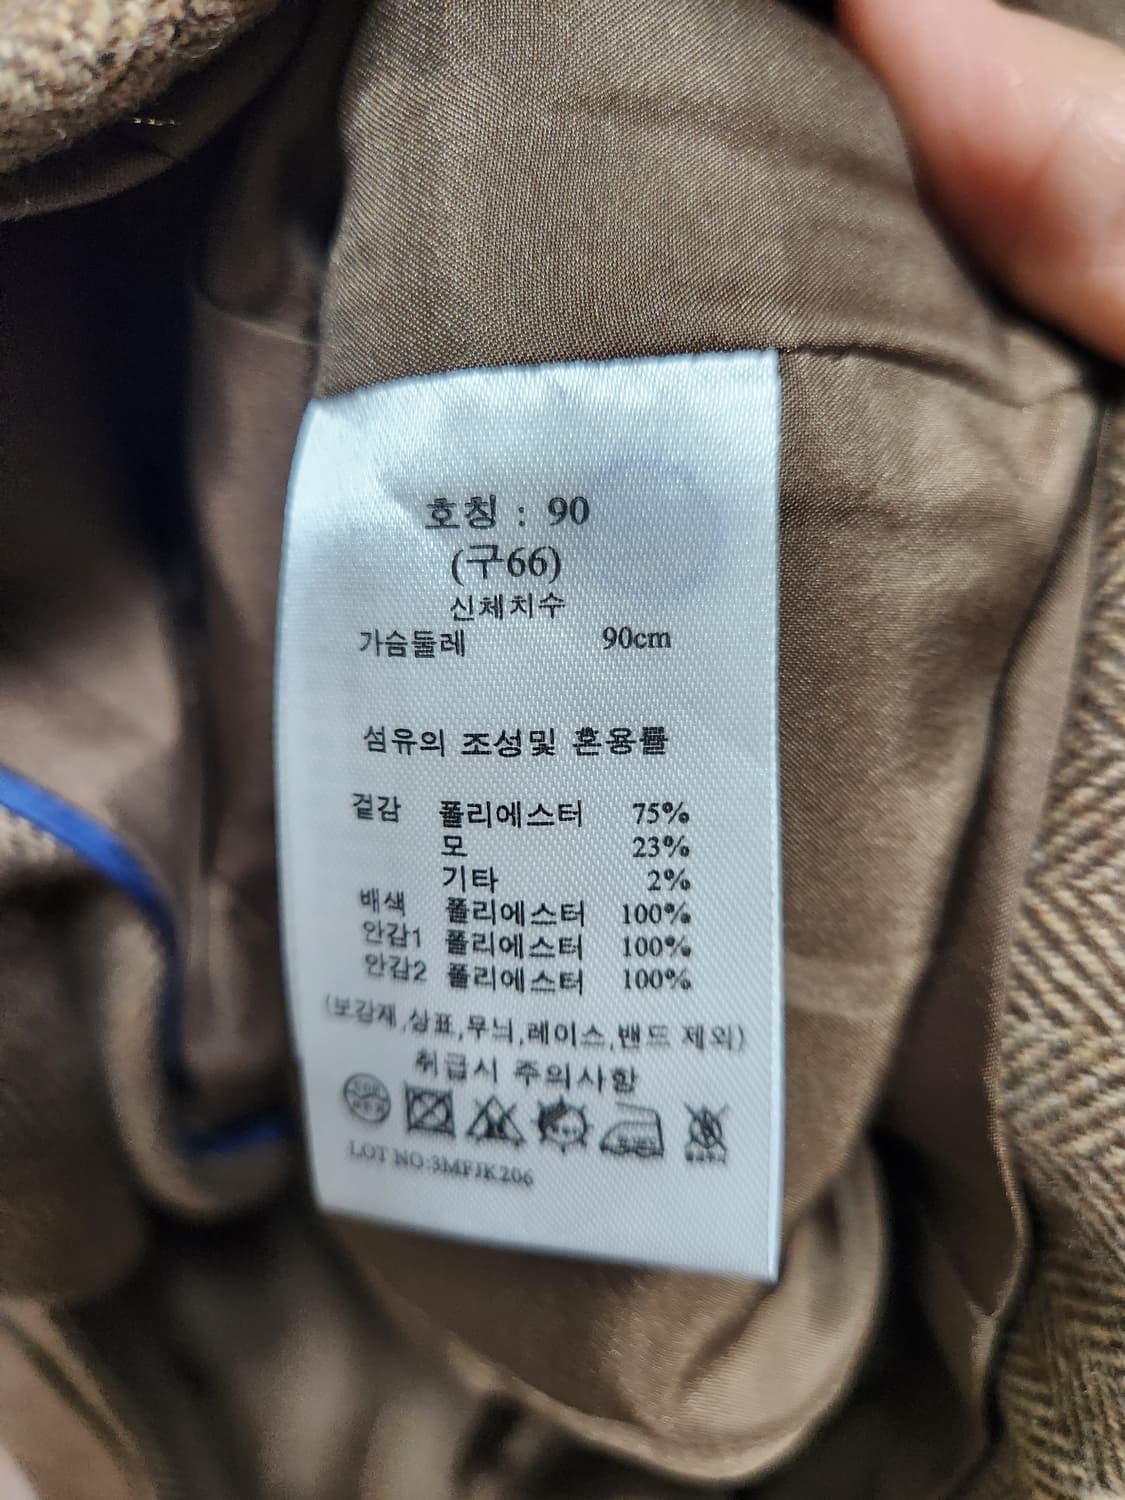 호칭 : 90
(구66)
신체치수
가슴둘레 90cm
섬유의 조성및 혼용률
겉감 폴리에스터 75%
모 23%
기타 2%
배색 폴리에스터 100%
안감1 폴리에스터 100%
안감2 폴리에스터 100%
(보강재,상표,무늬,레이스,밴드 제외)
취급시 주의사항
LOT NO:3MFJK206